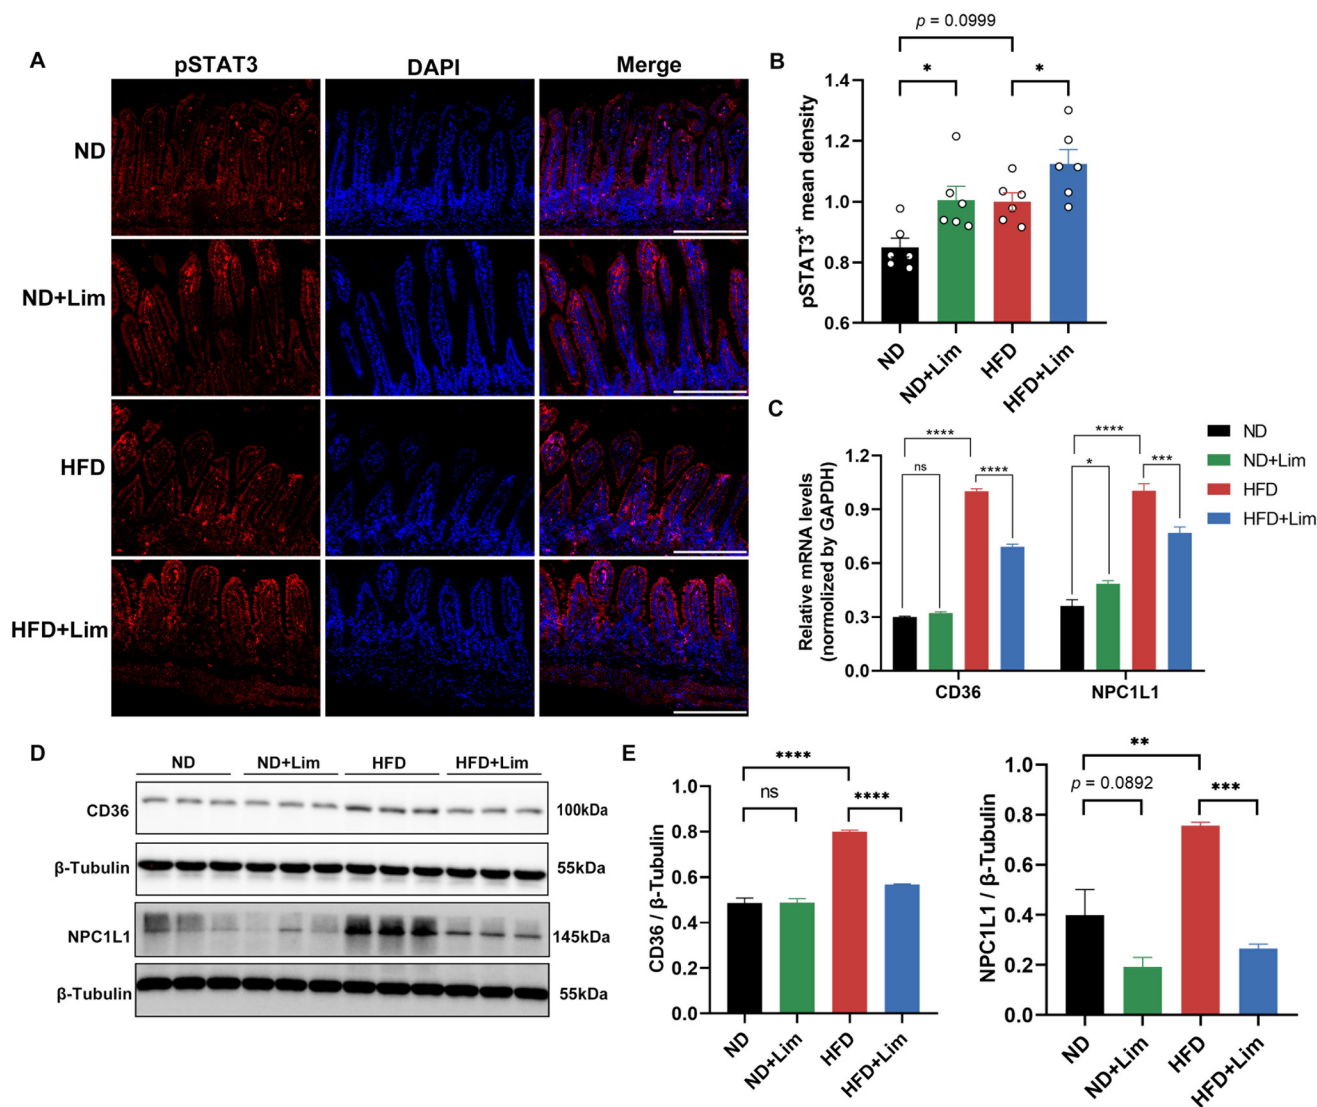 A
pSTAT3
DAPI
Merge
ND
ND+Lim
HFD
HFD+Lim
B
p = 0.0999
*
*
pSTAT3+ mean density
1.4
1.2
1.0
0.8
0.6
ND
ND+Lim
HFD
HFD+Lim
C
Relative mRNA levels
(normolized by GAPDH)
1.2
0.9
0.6
0.3
0.0
****
ns
****
****
*
***
CD36
NPC1L1
ND
ND+Lim
HFD
HFD+Lim
D
ND
ND+Lim
HFD
HFD+Lim
CD36
100kDa
β-Tubulin
55kDa
NPC1L1
145kDa
β-Tubulin
55kDa
E
CD36 / β-Tubulin
1.0
0.8
0.6
0.4
0.2
0.0
****
ns
****
ND
ND+Lim
HFD
HFD+Lim
NPC1L1 / β-Tubulin
1.0
0.8
0.6
0.4
0.2
0.0
**
p = 0.0892
***
ND
ND+Lim
HFD
HFD+Lim